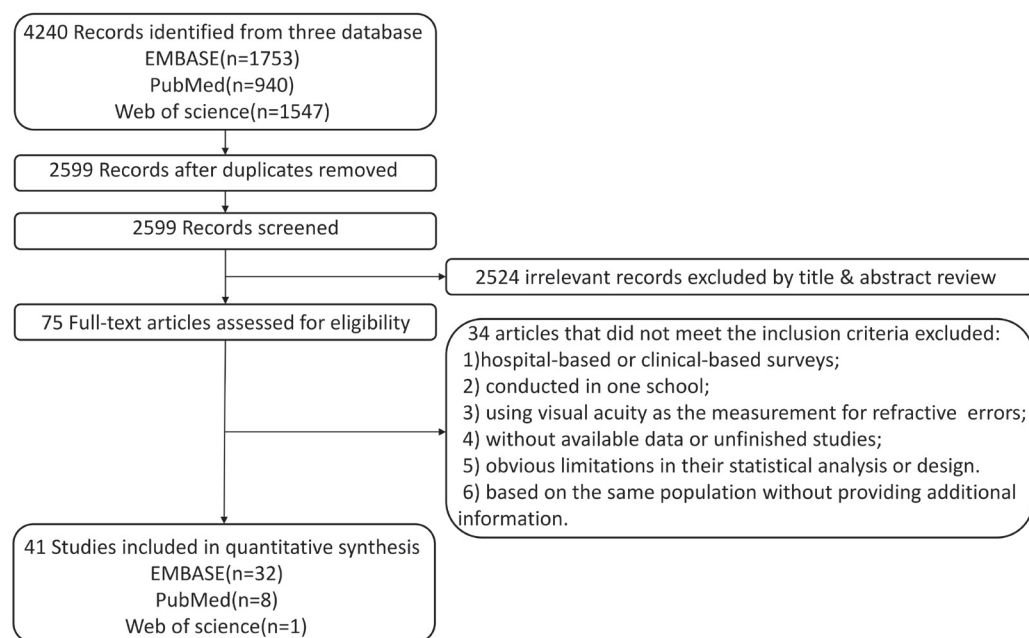 4240 Records identified from three database
EMBASE(n=1753)
PubMed(n=940)
Web of science(n=1547)
2599 Records after duplicates removed
2599 Records screened
2524 irrelevant records excluded by title & abstract review
75 Full-text articles assessed for eligibility
34 articles that did not meet the inclusion criteria excluded:
1)hospital-based or clinical-based surveys;
2) conducted in one school;
3) using visual acuity as the measurement for refractive errors;
4) without available data or unfinished studies;
5) obvious limitations in their statistical analysis or design.
6) based on the same population without providing additional
information.
41 Studies included in quantitative synthesis
EMBASE(n=32)
PubMed(n=8)
Web of science(n=1)